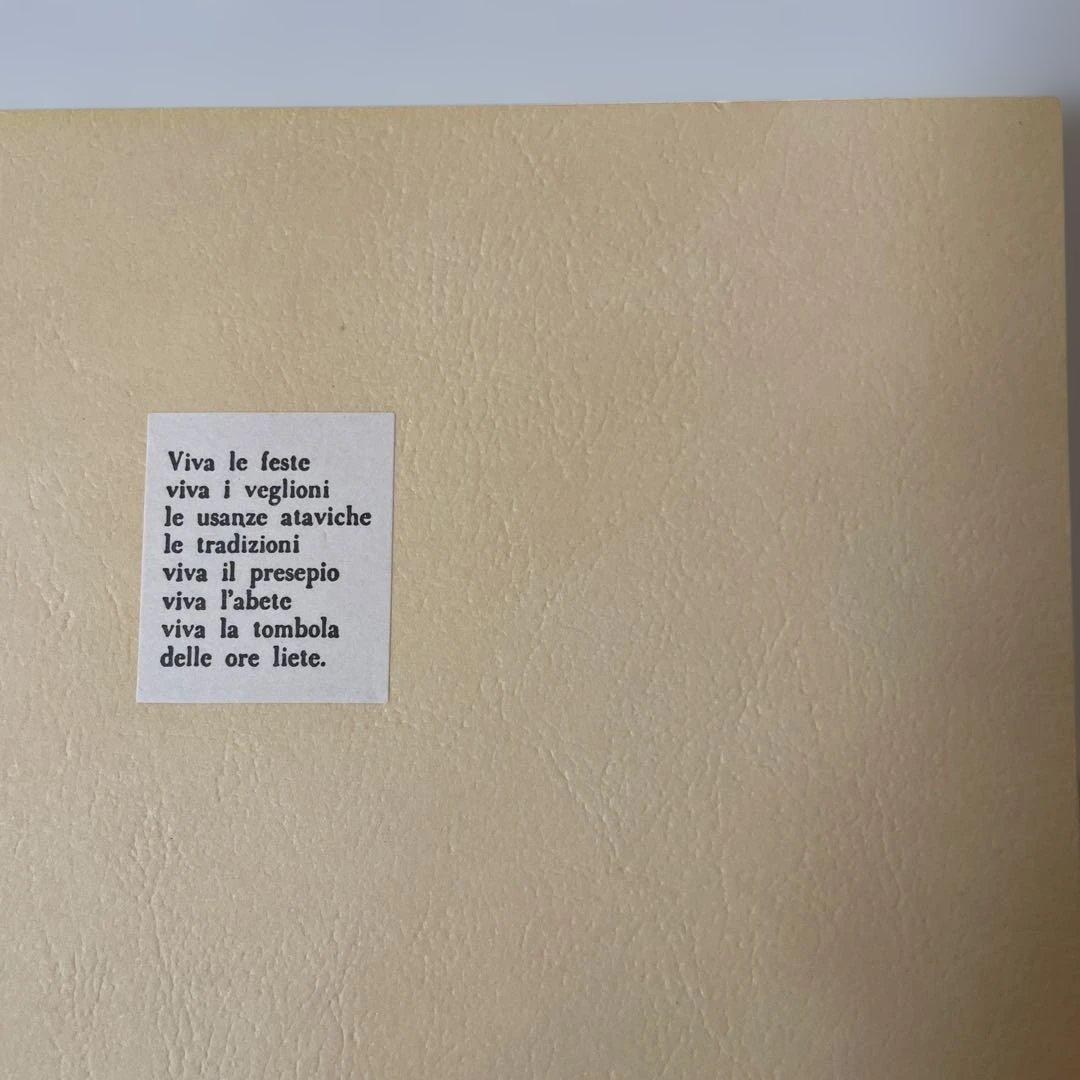 Viva le feste
viva i veglioni
le usanze ataviche
le tradizioni
viva il presepio
viva l'abete
viva la tombola
delle ore liete.